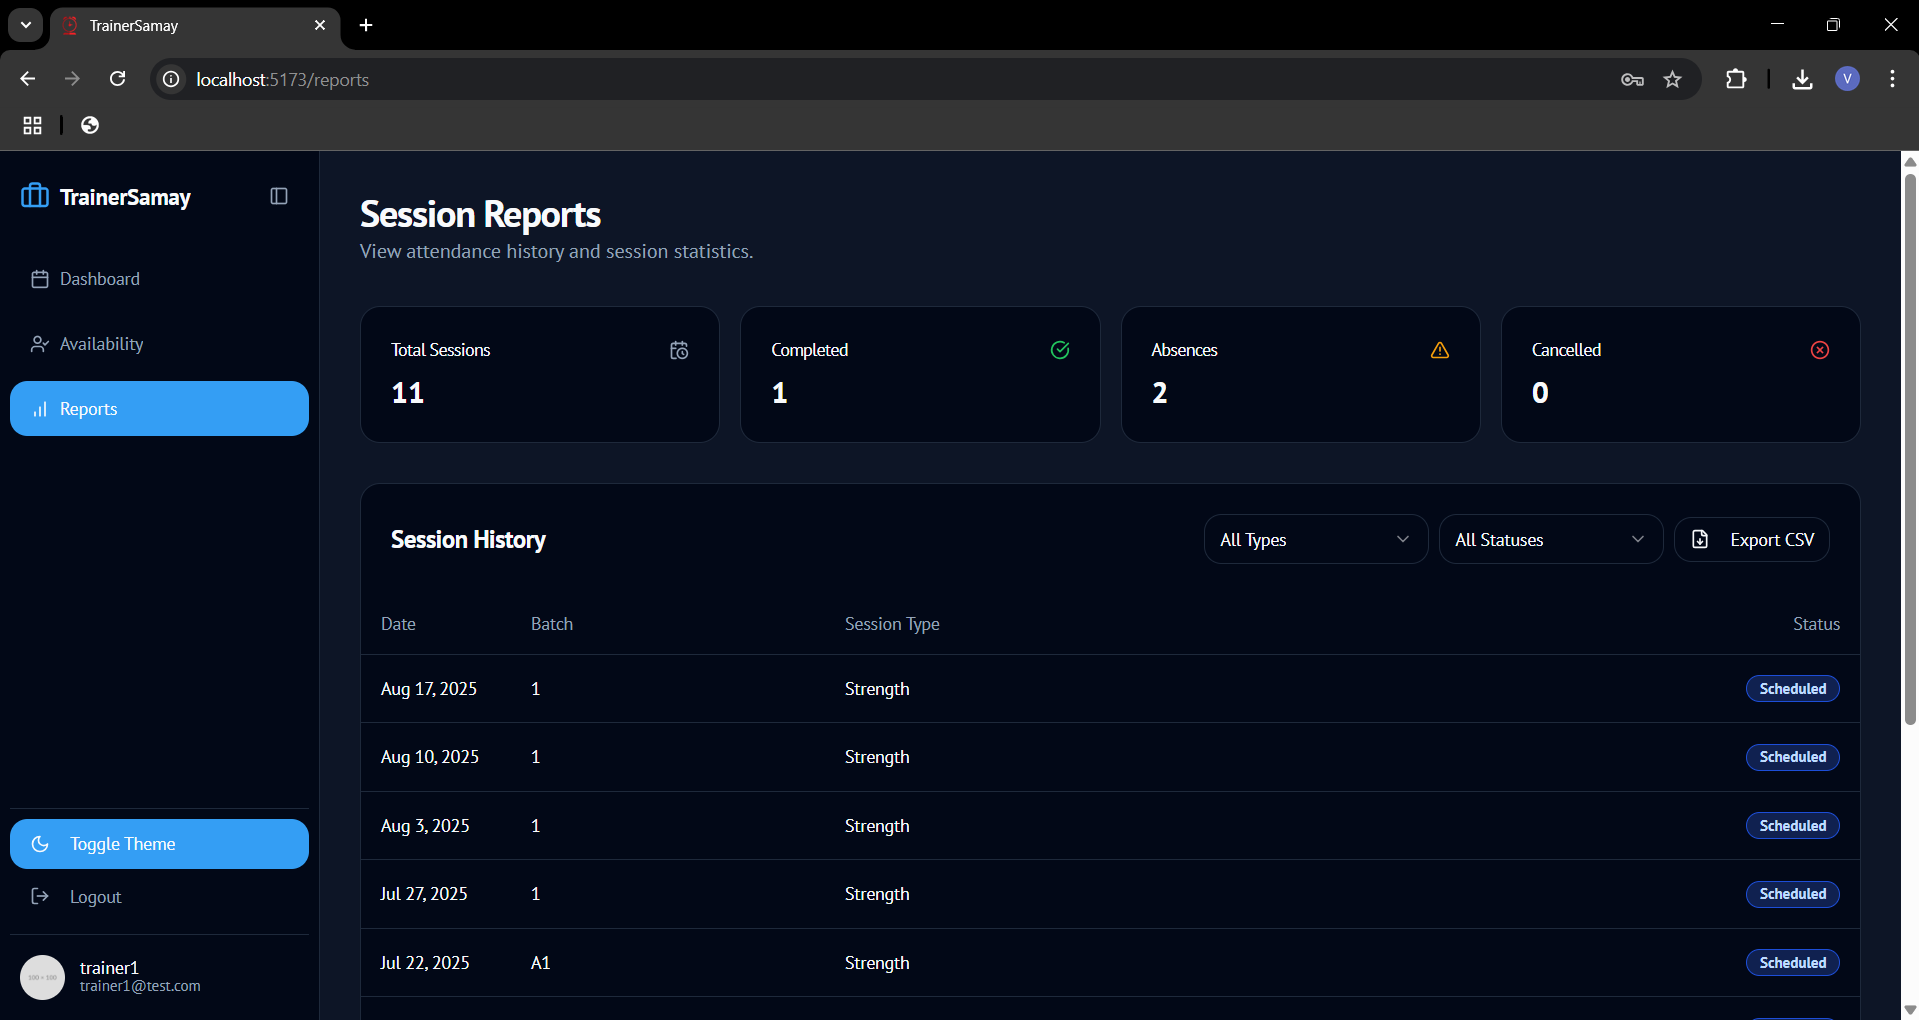 TrainerSamay
localhost:5173/reports
V
TrainerSamay
Dashboard
Availability
Reports
Toggle Theme
Logout
trainer1
trainer1@test.com
Session Reports
View attendance history and session statistics.
Total Sessions
11
Completed
1
Absences
2
Cancelled
0
Session History
All Types
All Statuses
Export CSV
Date Batch Session Type Status
Aug 17, 2025 1 Strength Scheduled
Aug 10, 2025 1 Strength Scheduled
Aug 3, 2025 1 Strength Scheduled
Jul 27, 2025 1 Strength Scheduled
Jul 22, 2025 A1 Strength Scheduled